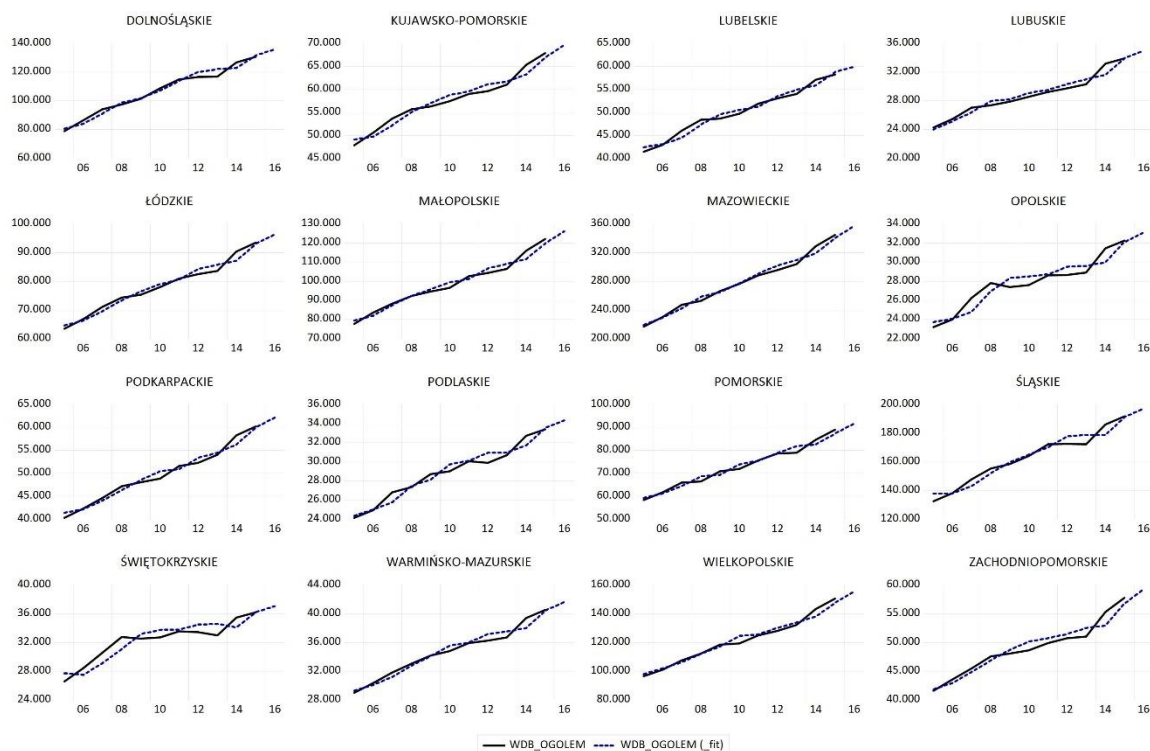 DOLNOŚLĄSKIE
140.000
120.000
100.000
80.000
60.000
06 08 10 12 14 16
KUJAWSKO-POMORSKIE
70.000
65.000
60.000
55.000
50.000
45.000
06 08 10 12 14 16
LUBELSKIE
65.000
60.000
55.000
50.000
45.000
40.000
06 08 10 12 14 16
LUBUSKIE
36.000
32.000
28.000
24.000
20.000
06 08 10 12 14 16
ŁÓDZKIE
100.000
90.000
80.000
70.000
60.000
06 08 10 12 14 16
MAŁOPOLSKIE
130.000
120.000
110.000
100.000
90.000
80.000
70.000
06 08 10 12 14 16
MAZOWIECKIE
360.000
320.000
280.000
240.000
200.000
06 08 10 12 14 16
OPOLSKIE
34.000
32.000
30.000
28.000
26.000
24.000
22.000
06 08 10 12 14 16
PODKARPACKIE
65.000
60.000
55.000
50.000
45.000
40.000
06 08 10 12 14 16
PODLASKIE
36.000
34.000
32.000
30.000
28.000
26.000
24.000
06 08 10 12 14 16
POMORSKIE
100.000
90.000
80.000
70.000
60.000
50.000
06 08 10 12 14 16
ŚLĄSKIE
200.000
180.000
160.000
140.000
120.000
06 08 10 12 14 16
ŚWIĘTOKRZYSKIE
40.000
36.000
32.000
28.000
24.000
06 08 10 12 14 16
WARMIŃSKO-MAZURSKIE
44.000
40.000
36.000
32.000
28.000
06 08 10 12 14 16
WIELKOPOLSKIE
160.000
140.000
120.000
100.000
80.000
06 08 10 12 14 16
ZACHODNIOPOMORSKIE
60.000
55.000
50.000
45.000
40.000
06 08 10 12 14 16
WDB_OGOLEM WDB_OGOLEM (_fit)